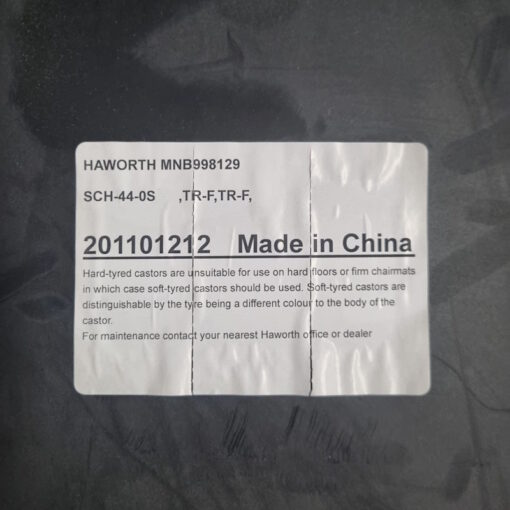 HAWORTH MNB998129
SCH-44-0S ,TR-F,TR-F,
201101212 Made in China
Hard-tyred castors are unsuitable for use on hard floors or firm chairmats
in which case soft-tyred castors should be used. Soft-tyred castors are
distinguishable by the tyre being a different colour to the body of the
castor.
For maintenance contact your nearest Haworth office or dealer